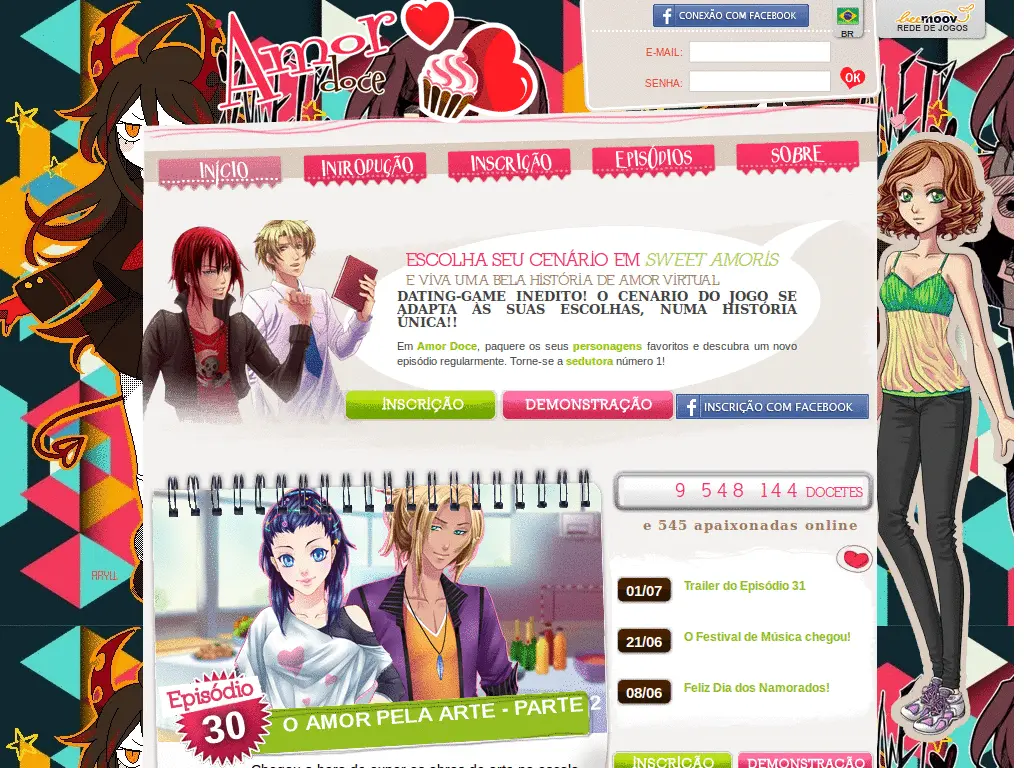 Amor doce
CONEXÃO COM FACEBOOK
BR
beemoov
REDE DE JOGOS
E-MAIL:
SENHA:
OK
INÍCIO
INTRODUÇÃO
INSCRIÇÃO
EPISÓDIOS
SOBRE
ESCOLHA SEU CENÁRIO EM SWEET AMORIS
E VIVA UMA BELA HISTÓRIA DE AMOR VIRTUAL
DATING-GAME INEDITO! O CENARIO DO JOGO SE
ADAPTA ÀS SUAS ESCOLHAS, NUMA HISTÓRIA
ÚNICA!!
Em Amor Doce, paquere os seus personagens favoritos e descubra um novo
episódio regularmente. Torne-se a sedutora número 1!
INSCRIÇÃO
DEMONSTRAÇÃO
INSCRIÇÃO COM FACEBOOK
9 548 144 DOCETES
e 545 apaixonadas online
01/07
Trailer do Episódio 31
21/06
O Festival de Música chegou!
08/06
Feliz Dia dos Namorados!
ARYLL
Episódio
30
O AMOR PELA ARTE - PARTE 2
Chegou a hora de expor as obras de arte na escola
INSCRIÇÃO
DEMONSTRAÇÃO